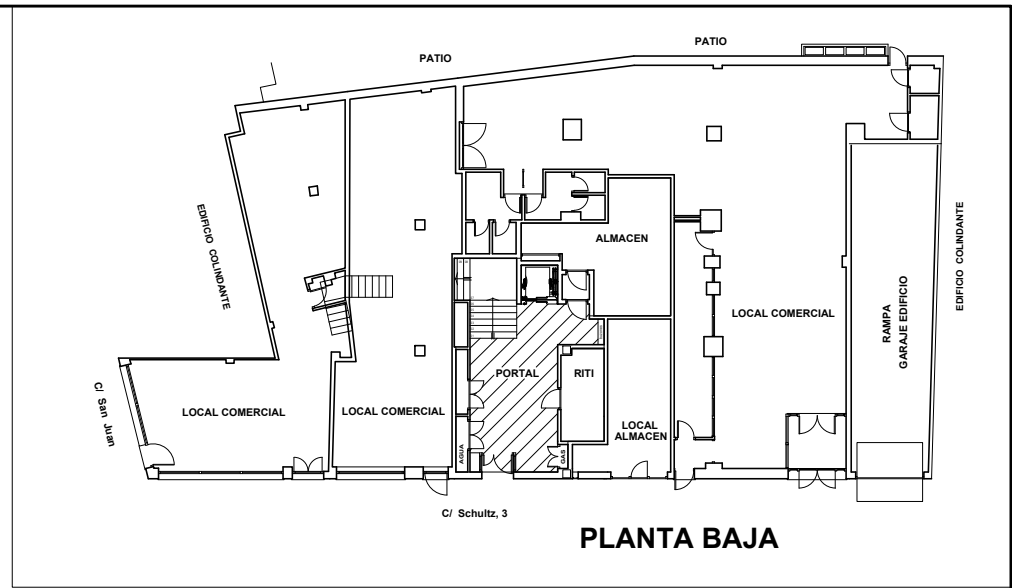 PATIO
PATIO
EDIFICIO COLINDANTE
ALMACEN
EDIFICIO COLINDANTE
LOCAL COMERCIAL
RAMPA
GARAJE EDIFICIO
PORTAL
RITI
C/ San Juan
LOCAL COMERCIAL
LOCAL COMERCIAL
LOCAL
ALMACEN
AGUA
GAS
C/ Schultz, 3
PLANTA BAJA